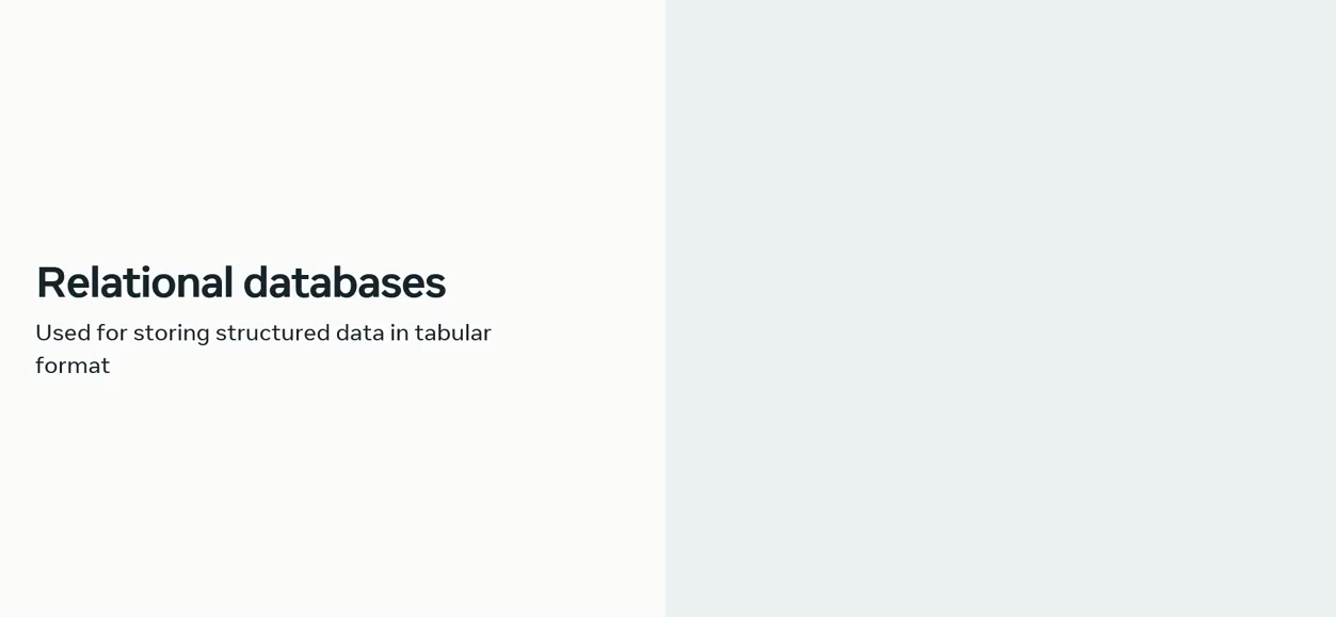 Relational databases
Used for storing structured data in tabular
format